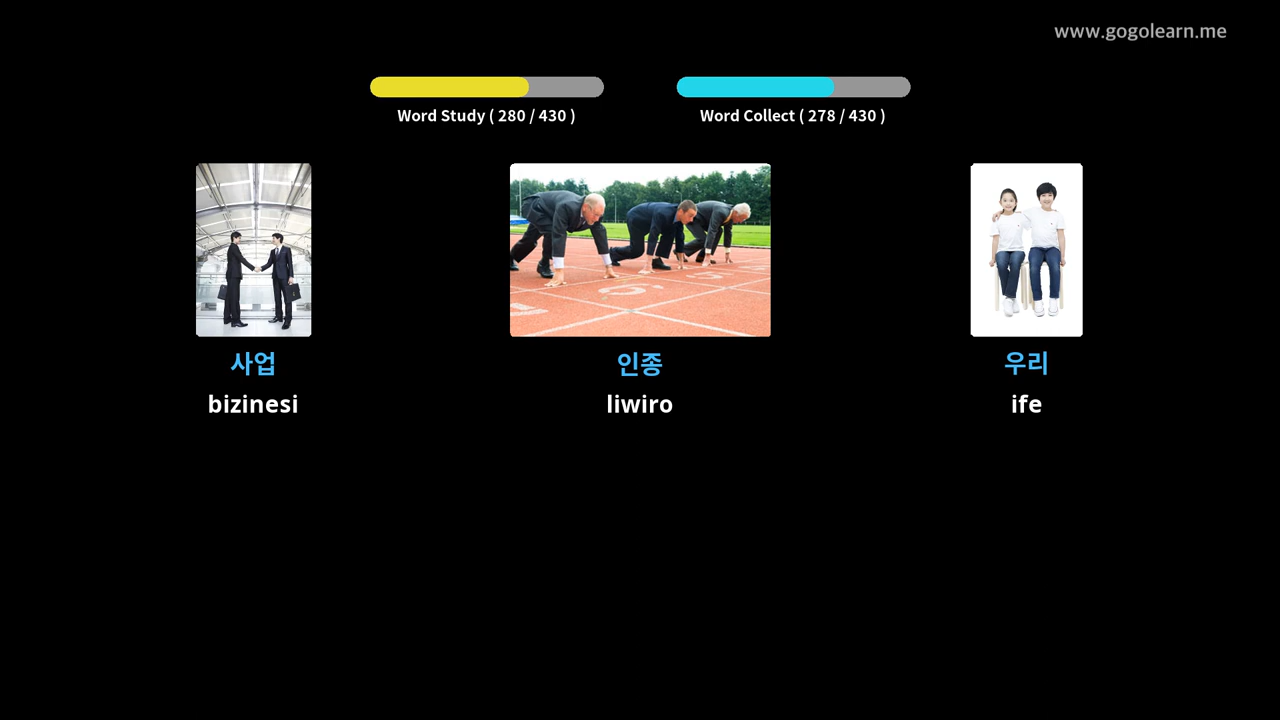 www.gogolearn.me
Word Study ( 280 / 430 )
Word Collect ( 278 / 430 )
사업
인종
우리
bizinesi
liwiro
ife